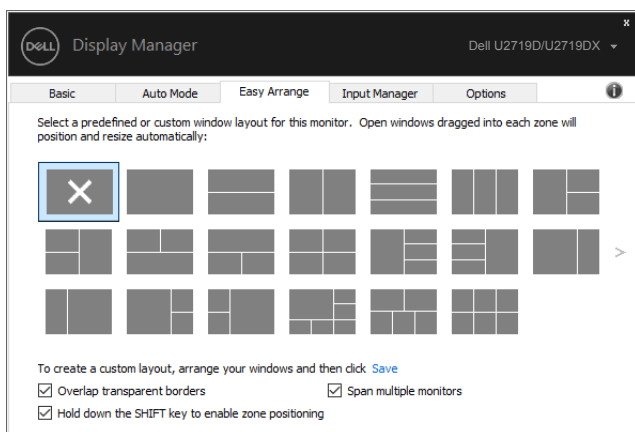 x
DELL Display Manager Dell U2719D/U2719DX
Basic Auto Mode Easy Arrange Input Manager Options i
Select a predefined or custom window layout for this monitor. Open windows dragged into each zone will
position and resize automatically:
>
To create a custom layout, arrange your windows and then click Save
Overlap transparent borders Span multiple monitors
Hold down the SHIFT key to enable zone positioning